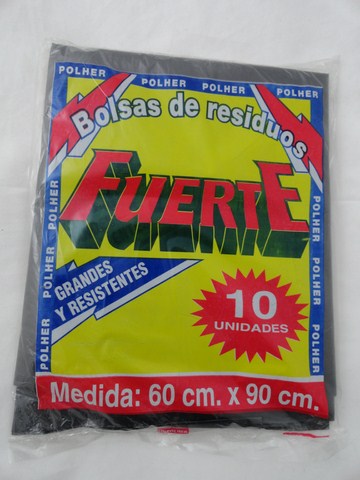 POLHER POLHER POLHER POLHER
Bolsas de residuos
POLHER
POLHER
POLHER
POLHER
POLHER
POLHER
POLHER
POLHER
FUERTE
GRANDES
Y RESISTENTES
10
UNIDADES
Medida: 60 cm. x 90 cm.